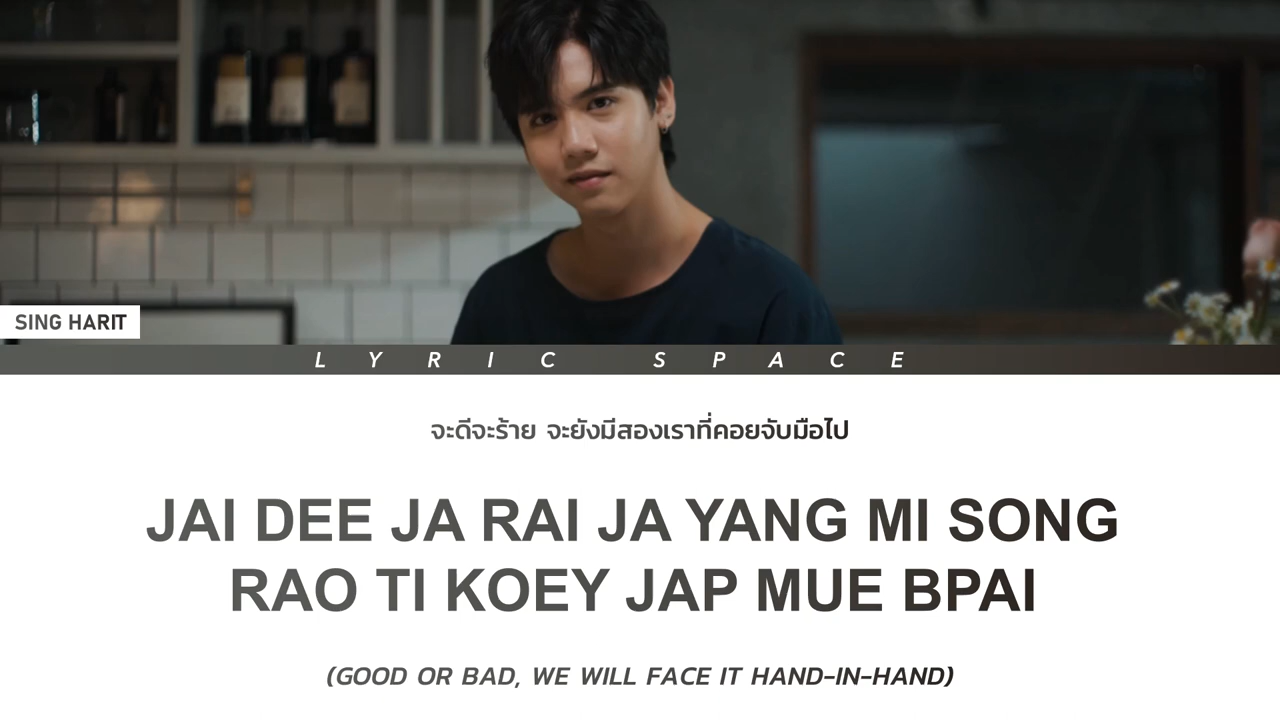 SING HARIT
LYRIC SPACE
จะดีจะร้าย จะยังมีสองเราที่คอยจับมือไป
JAI DEE JA RAI JA YANG MI SONG
RAO TI KOEY JAP MUE BPAI
(GOOD OR BAD, WE WILL FACE IT HAND-IN-HAND)